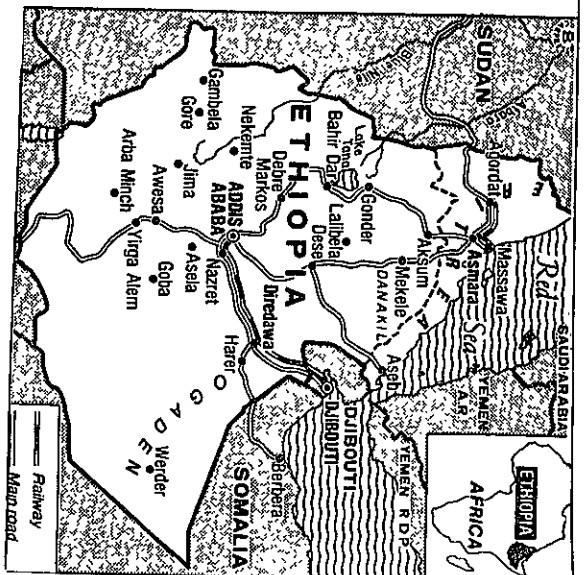 SUDAN
SAUDI ARABIA
Red
Sea
YEMEN
A.R.
YEMEN
P.D.R.
ERITREA
Agordat
Massawa
Asmara
Aksum
Mekele
DANAKIL
Aseb
Gonder
Lake
Tana
Bahir Dar
Lalibela
Dese
Debre
Markos
ETHIOPIA
Nekemte
ADDIS
ABABA
Nazret
Diredawa
Harer
DJIBOUTI
DJIBOUTI
Berbera
Gambela
Gore
Jima
Asela
Awesa
Goba
Arba Minch
Yirga Alem
OGADEN
Werder
SOMALIA
ETHIOPIA
AFRICA
Railway
Main road